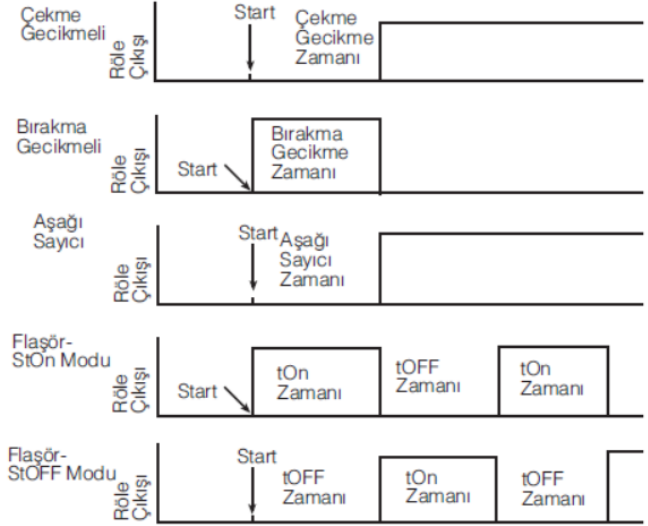 Çekme
Gecikmeli
Röle
Çıkışı
Start
Çekme
Gecikme
Zamanı
Bırakma
Gecikmeli
Röle
Çıkışı
Start
Bırakma
Gecikme
Zamanı
Aşağı
Sayıcı
Röle
Çıkışı
Start
Aşağı
Sayıcı
Zamanı
Flaşör-
StOn Modu
Röle
Çıkışı
Start
tOn
Zamanı
tOFF
Zamanı
tOn
Zamanı
Flaşör-
StOFF Modu
Röle
Çıkışı
Start
tOFF
Zamanı
tOn
Zamanı
tOFF
Zamanı